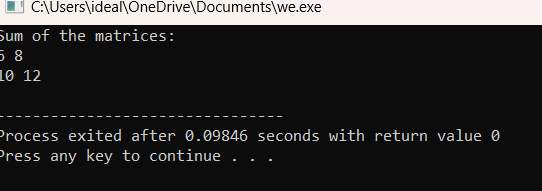 C:\Users\ideal\OneDrive\Documents\we.exe
Sum of the matrices:
6 8
10 12
--------------------------------
Process exited after 0.09846 seconds with return value 0
Press any key to continue . . .